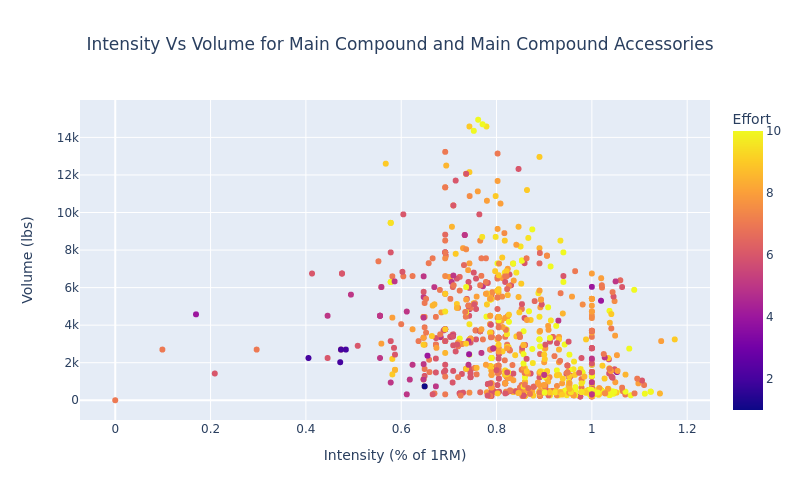 Intensity Vs Volume for Main Compound and Main Compound Accessories
Effort
10
8
6
4
2
Volume (lbs)
14k
12k
10k
8k
6k
4k
2k
0
0
0.2
0.4
0.6
0.8
1
1.2
Intensity (% of 1RM)